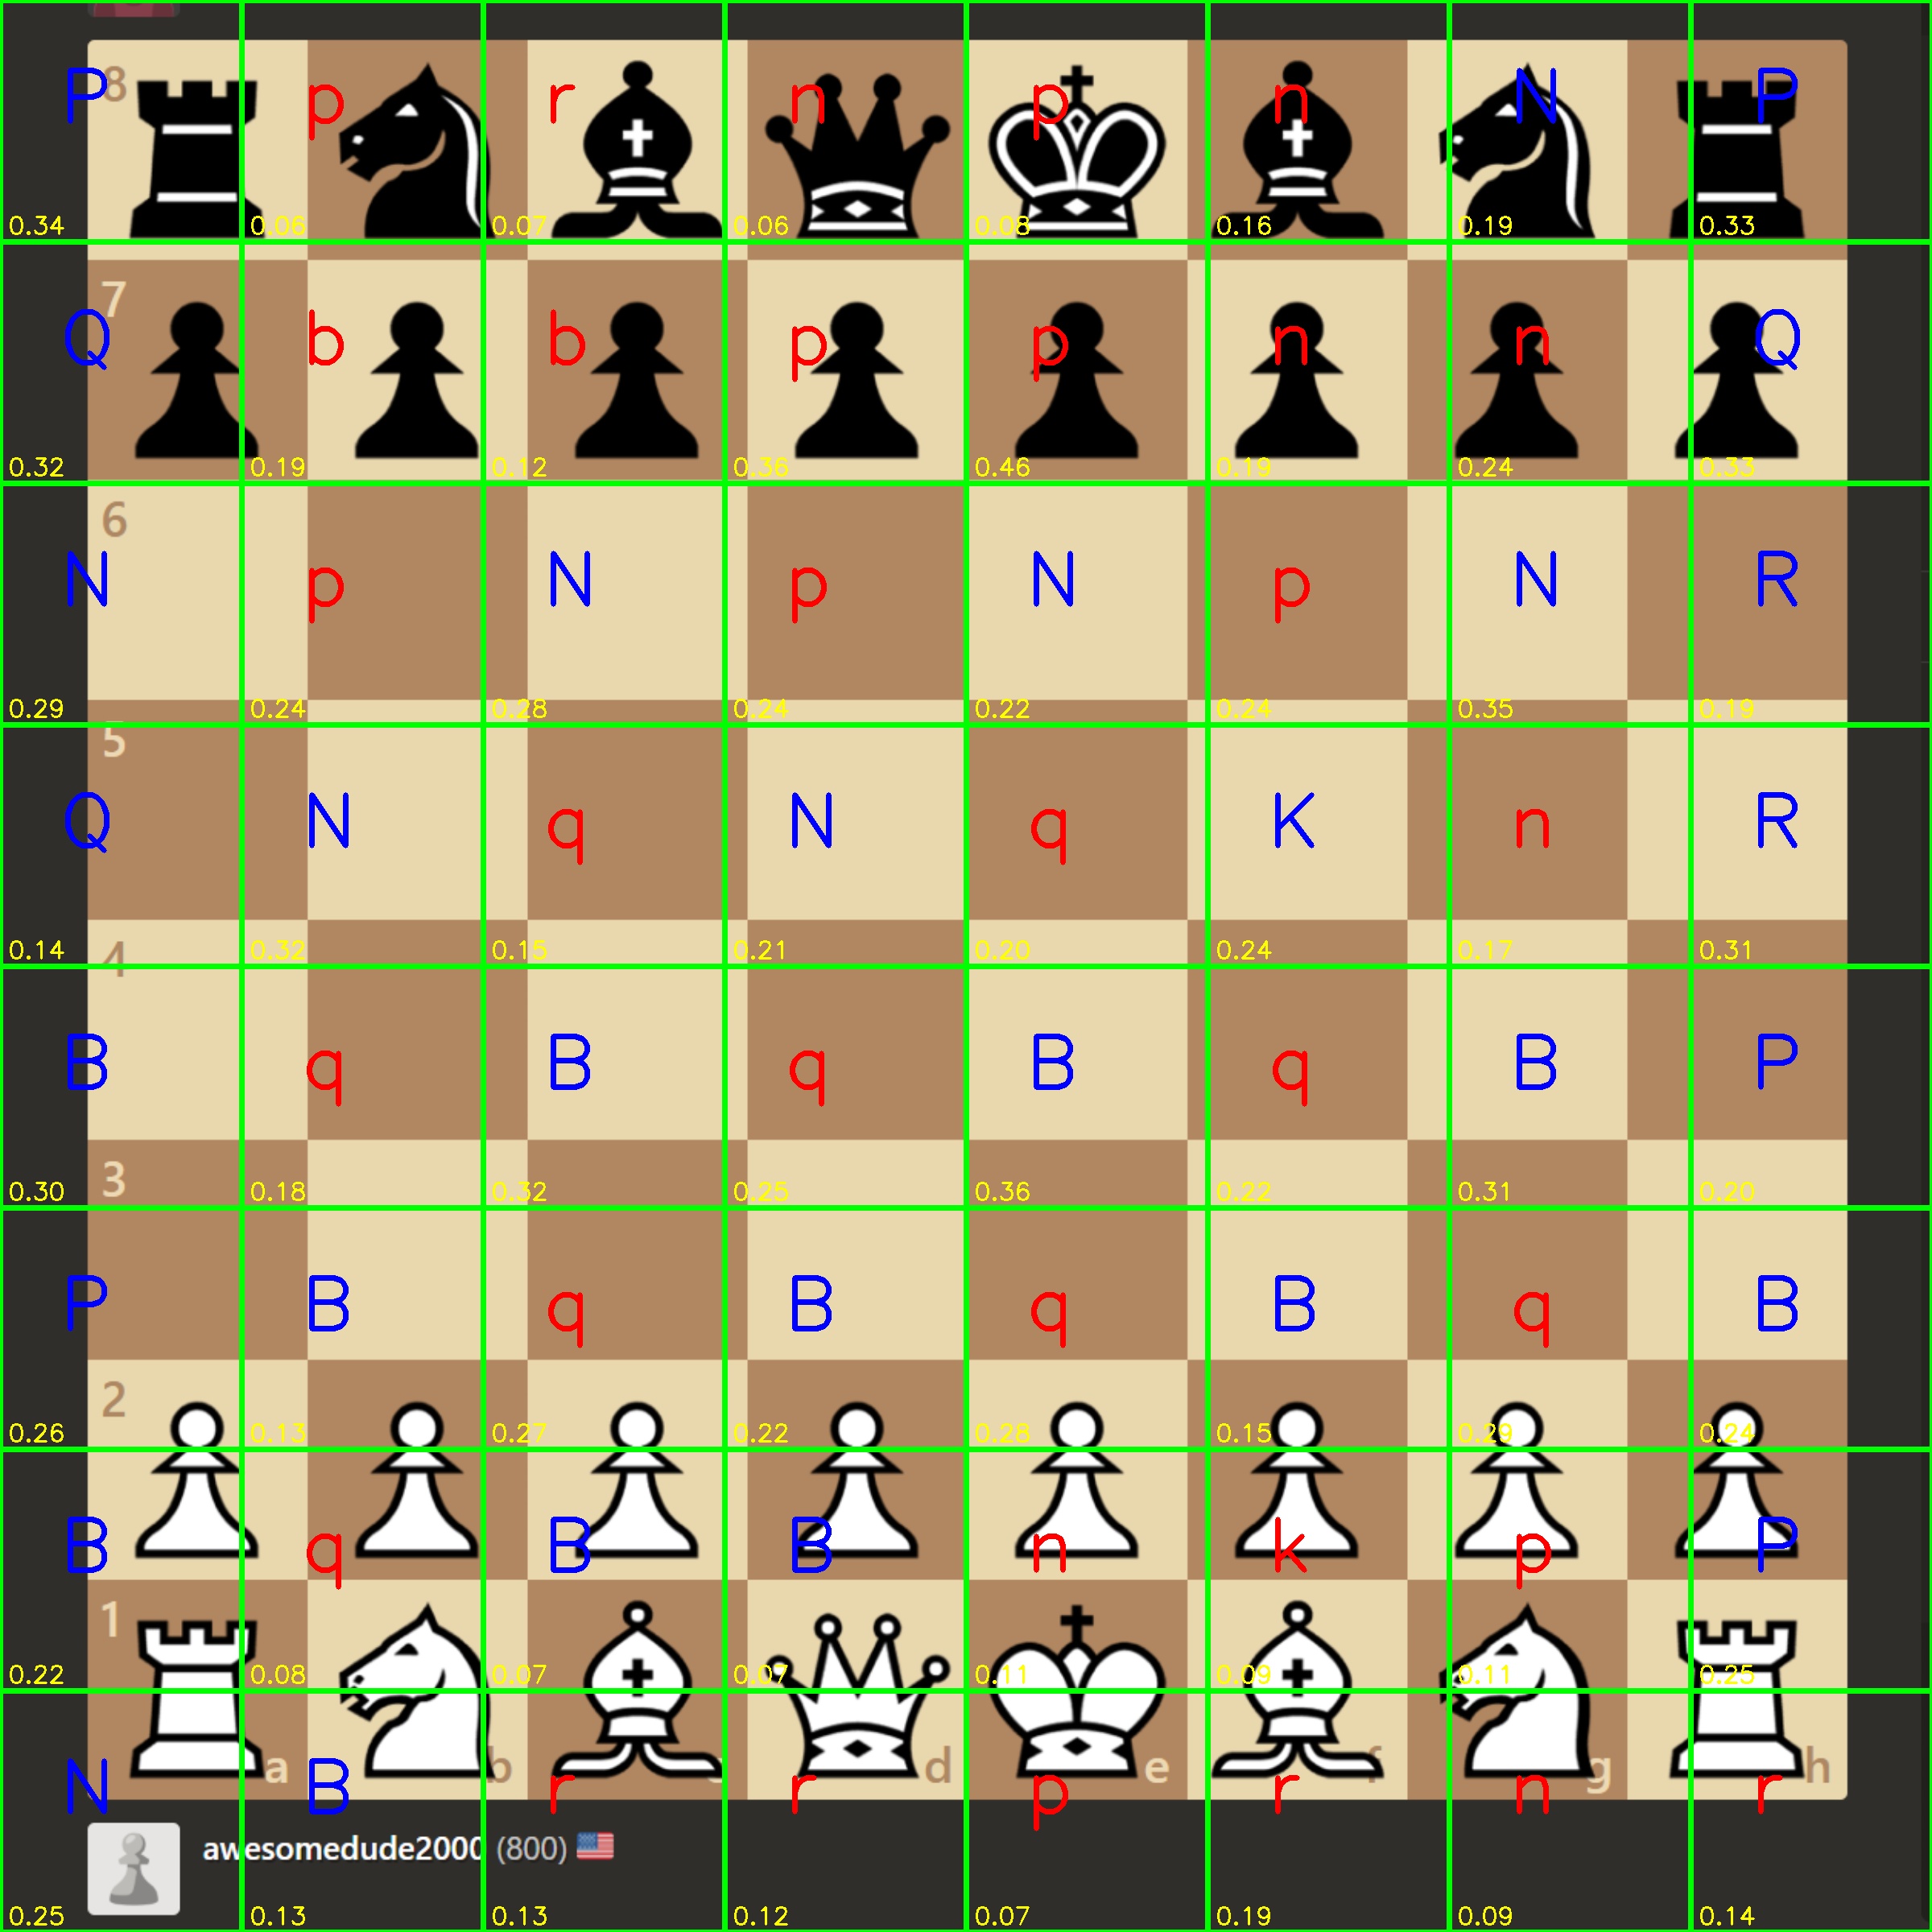 P 8 p r n p n N P
0.34 0.06 0.07 0.06 0.08 0.16 0.19 0.33
7
Q b b p p n n Q
0.32 0.19 0.12 0.36 0.46 0.19 0.24 0.33
6
N p N p N p N R
0.29 0.24 0.28 0.24 0.22 0.24 0.35 0.19
5
Q N q N q K n R
0.14 0.32 0.15 0.21 0.20 0.24 0.17 0.31
4
B q B q B q B P
3
0.30 0.18 0.32 0.25 0.36 0.22 0.31 0.20
P B q B q B q B
2
0.26 0.13 0.27 0.22 0.28 0.15 0.29 0.24
B q B B n k p P
1
0.22 0.08 0.07 0.07 0.11 0.09 0.11 0.25
a b c d e f g h
N B r r p r n r
awesomedude2000 (800)
0.25 0.13 0.13 0.12 0.07 0.19 0.09 0.14